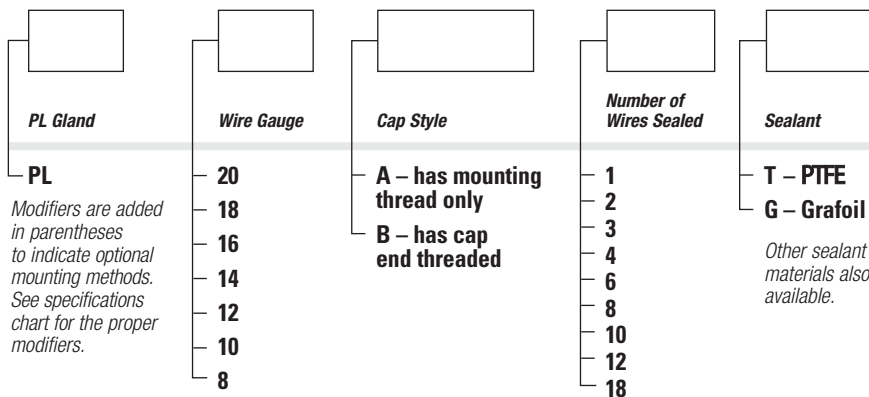 PL Gland
PL
Modifiers are added
in parentheses
to indicate optional
mounting methods.
See specifications
chart for the proper
modifiers.
Wire Gauge
20
18
16
14
12
10
8
Cap Style
A – has mounting
thread only
B – has cap
end threaded
Number of
Wires Sealed
1
2
3
4
6
8
10
12
18
Sealant
T – PTFE
G – Grafoil
Other sealant
materials also
available.